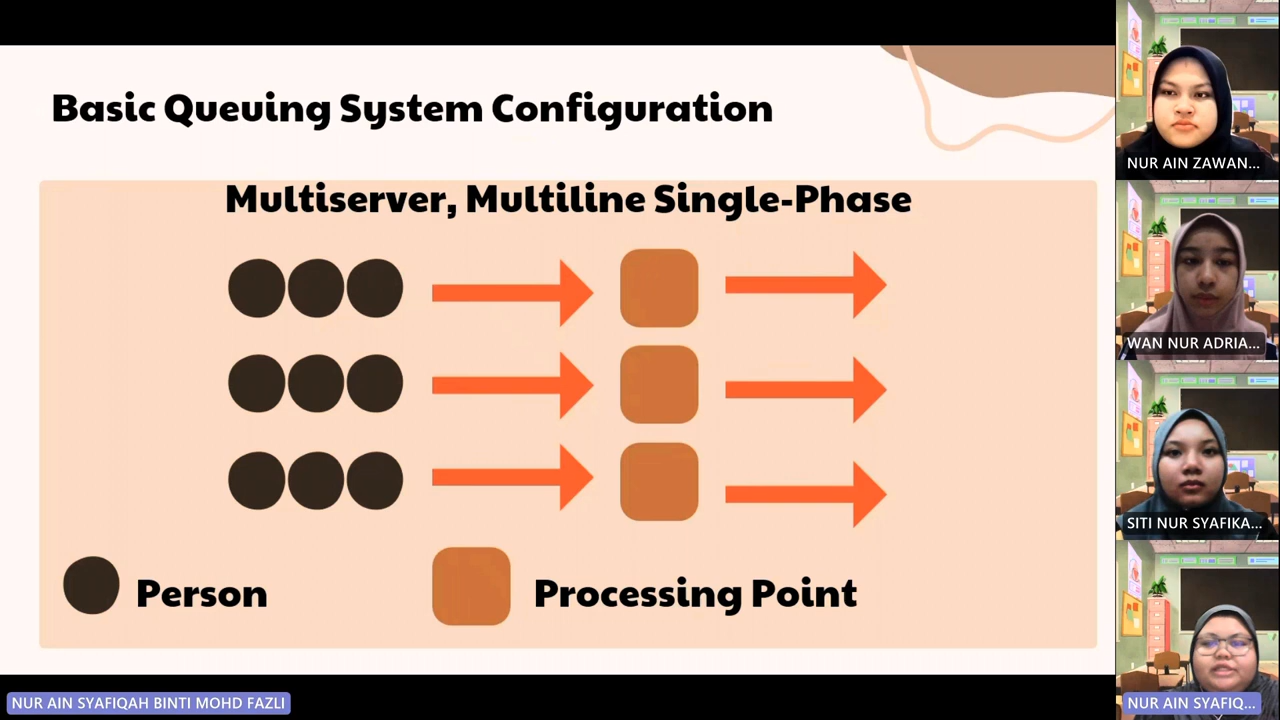 Basic Queuing System Configuration
Multiserver, Multiline Single-Phase
Person
Processing Point
NUR AIN SYAFIQAH BINTI MOHD FAZLI
NUR AIN ZAWAN...
WAN NUR ADRIA...
SITI NUR SYAFIKA...
NUR AIN SYAFIQ...